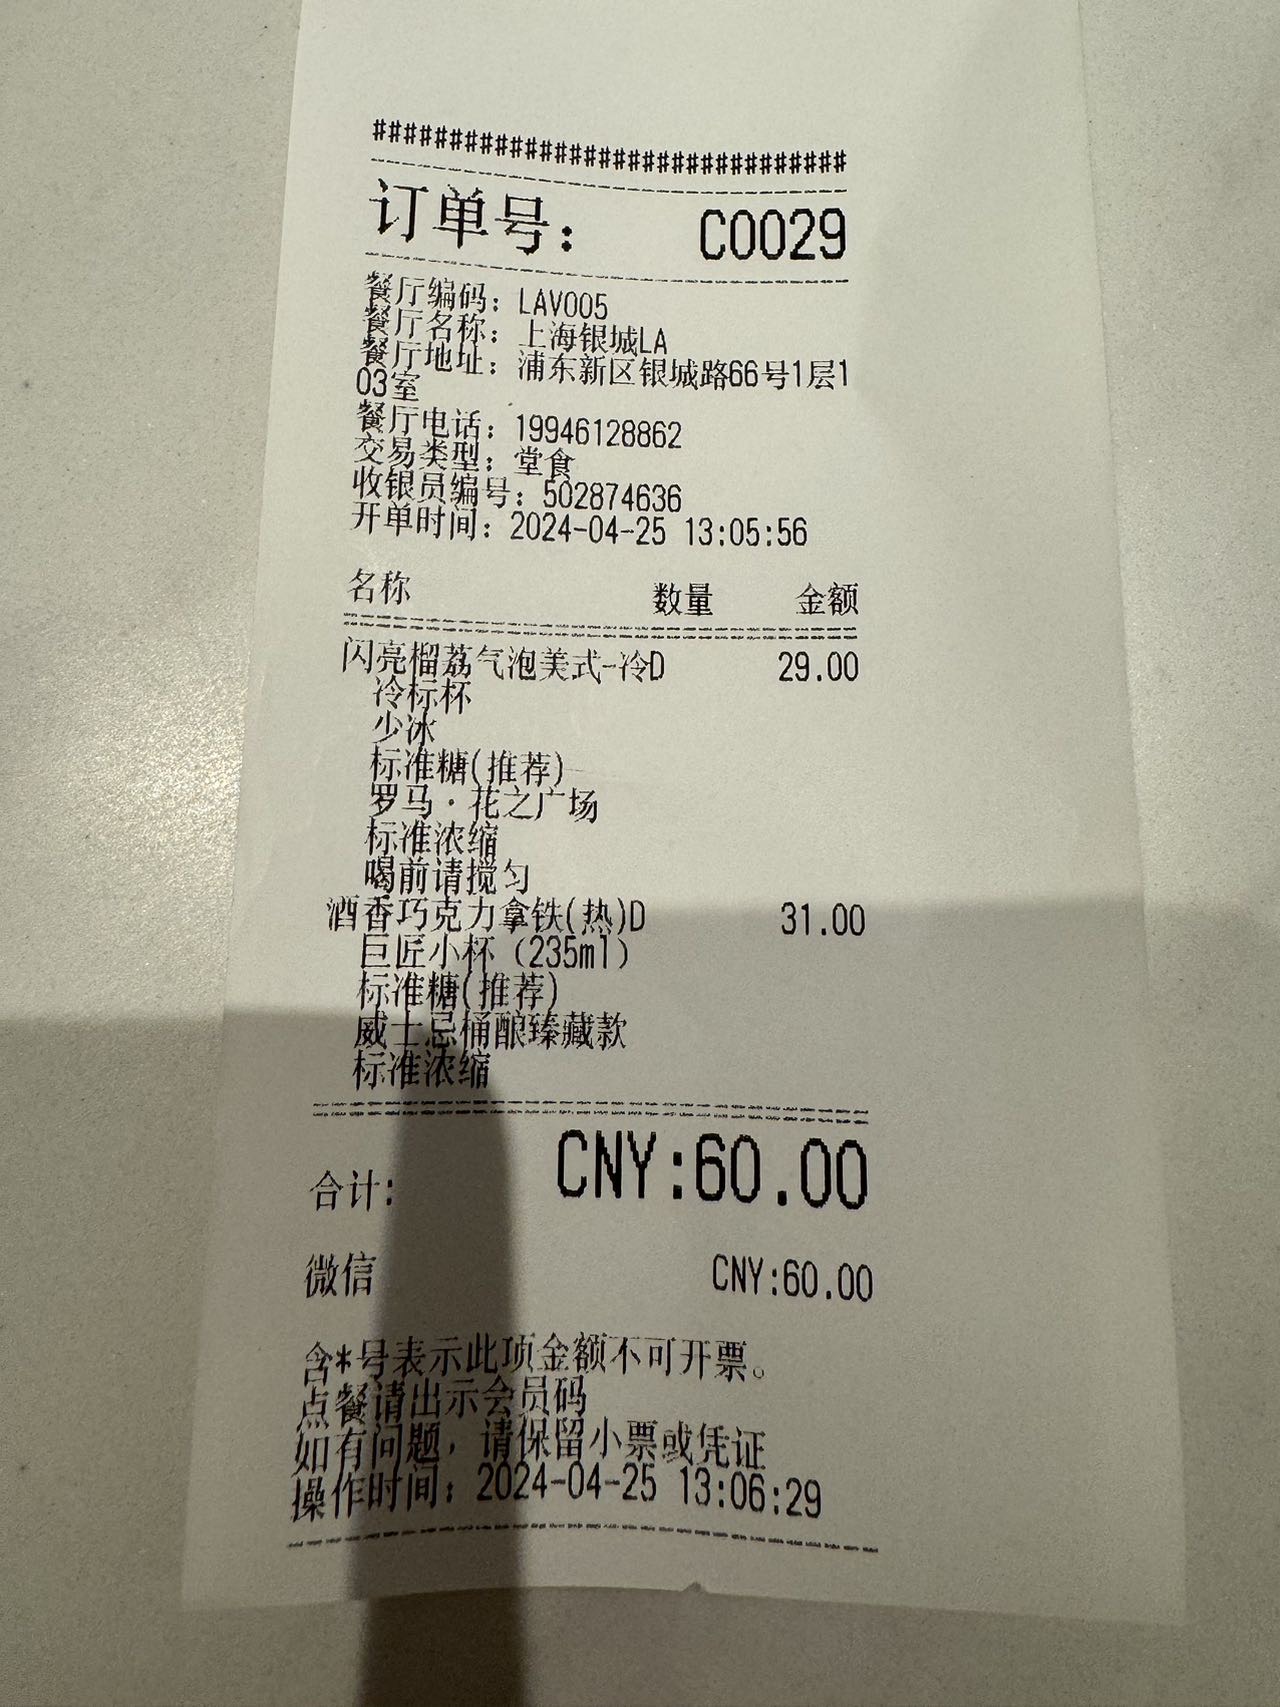 ###############################
订单号： C0029
餐厅编码：LAV005
餐厅名称：上海银城LA
餐厅地址：浦东新区银城路66号1层1
03室
餐厅电话：19946128862
交易类型：堂食
收银员编号：502874636
开单时间：2024-04-25 13:05:56
名称 数量 金额
闪亮榴荔气泡美式-冷D 29.00
冷标杯
少冰
标准糖(推荐)
罗马·花之广场
标准浓缩
喝前请搅匀
酒香巧克力拿铁(热)D 31.00
巨匠小杯（235ml）
标准糖(推荐)
威士忌桶酿臻藏款
标准浓缩
合计: CNY:60.00
微信 CNY:60.00
含*号表示此项金额不可开票。
点餐请出示会员码
如有问题，请保留小票或凭证
操作时间：2024-04-25 13:06:29